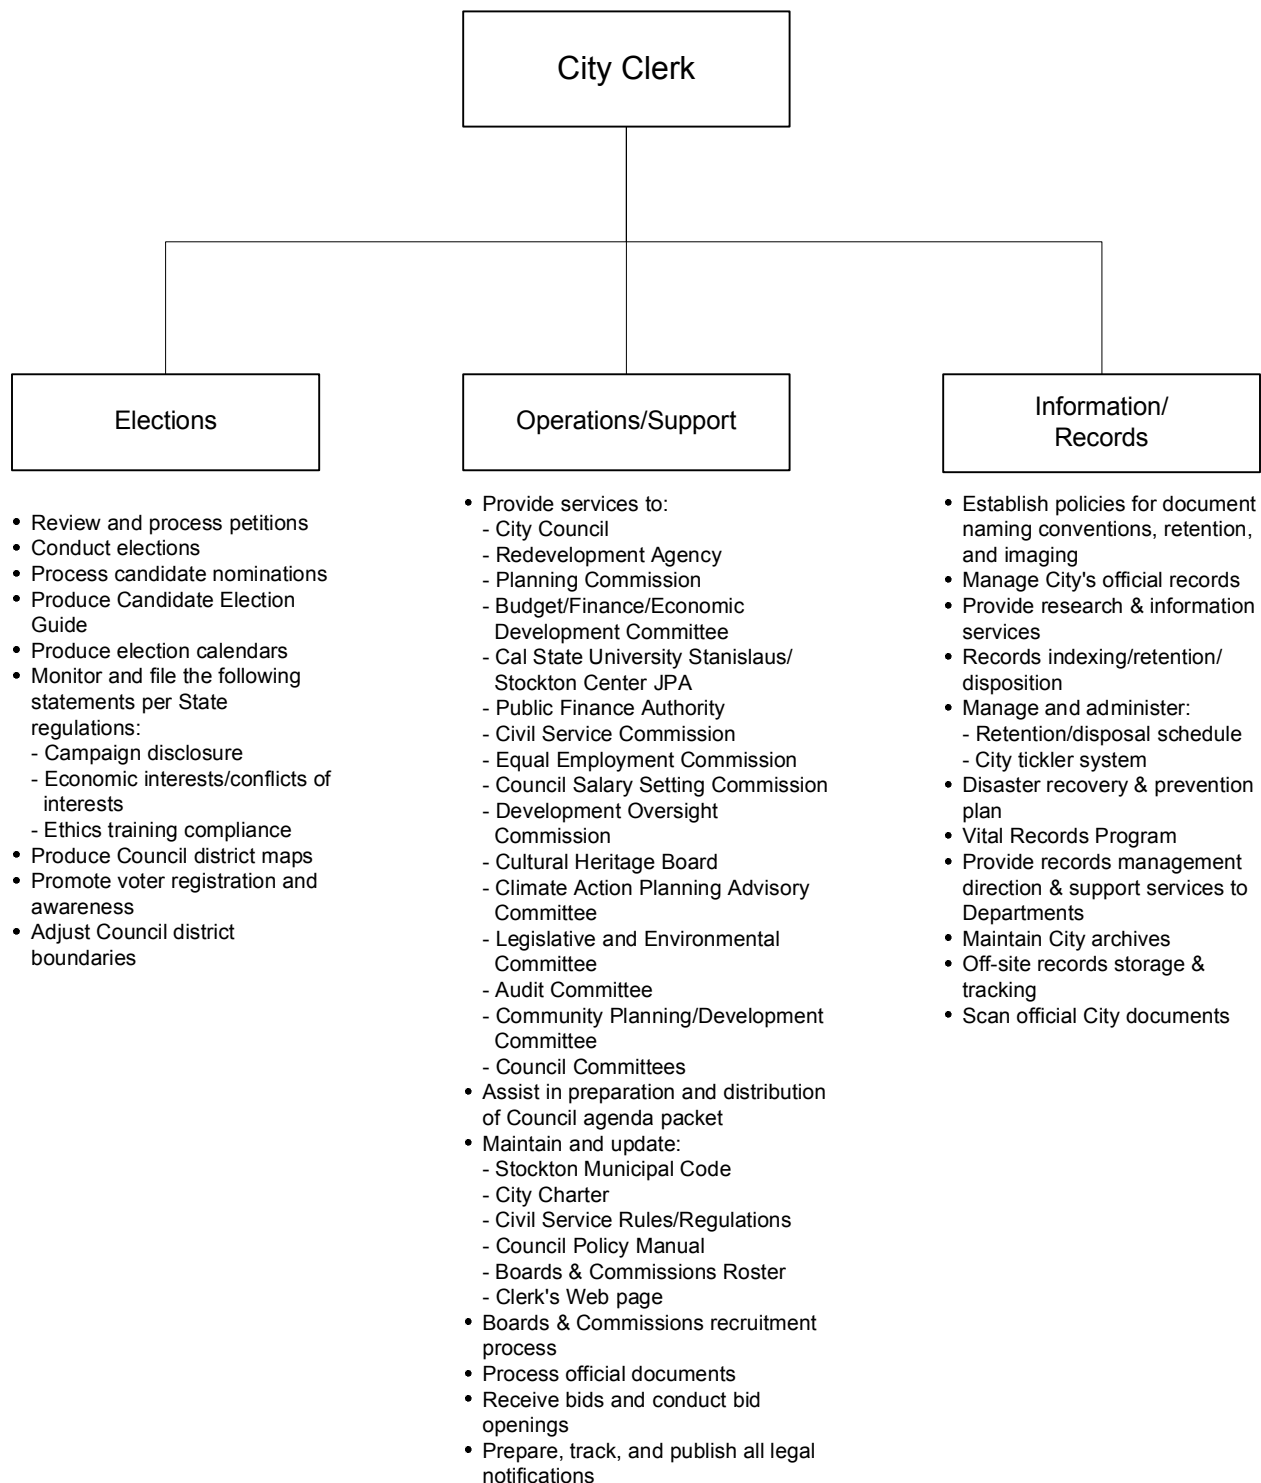 City Clerk
Elections
• Review and process petitions
• Conduct elections
• Process candidate nominations
• Produce Candidate Election
Guide
• Produce election calendars
• Monitor and file the following
statements per State
regulations:
- Campaign disclosure
- Economic interests/conflicts of
interests
- Ethics training compliance
• Produce Council district maps
• Promote voter registration and
awareness
• Adjust Council district
boundaries
Operations/Support
• Provide services to:
- City Council
- Redevelopment Agency
- Planning Commission
- Budget/Finance/Economic
Development Committee
- Cal State University Stanislaus/
Stockton Center JPA
- Public Finance Authority
- Civil Service Commission
- Equal Employment Commission
- Council Salary Setting Commission
- Development Oversight
Commission
- Cultural Heritage Board
- Climate Action Planning Advisory
Committee
- Legislative and Environmental
Committee
- Audit Committee
- Community Planning/Development
Committee
- Council Committees
• Assist in preparation and distribution
of Council agenda packet
• Maintain and update:
- Stockton Municipal Code
- City Charter
- Civil Service Rules/Regulations
- Council Policy Manual
- Boards & Commissions Roster
- Clerk's Web page
• Boards & Commissions recruitment
process
• Process official documents
• Receive bids and conduct bid
openings
• Prepare, track, and publish all legal
notifications
Information/
Records
• Establish policies for document
naming conventions, retention,
and imaging
• Manage City's official records
• Provide research & information
services
• Records indexing/retention/
disposition
• Manage and administer:
- Retention/disposal schedule
- City tickler system
• Disaster recovery & prevention
plan
• Vital Records Program
• Provide records management
direction & support services to
Departments
• Maintain City archives
• Off-site records storage &
tracking
• Scan official City documents